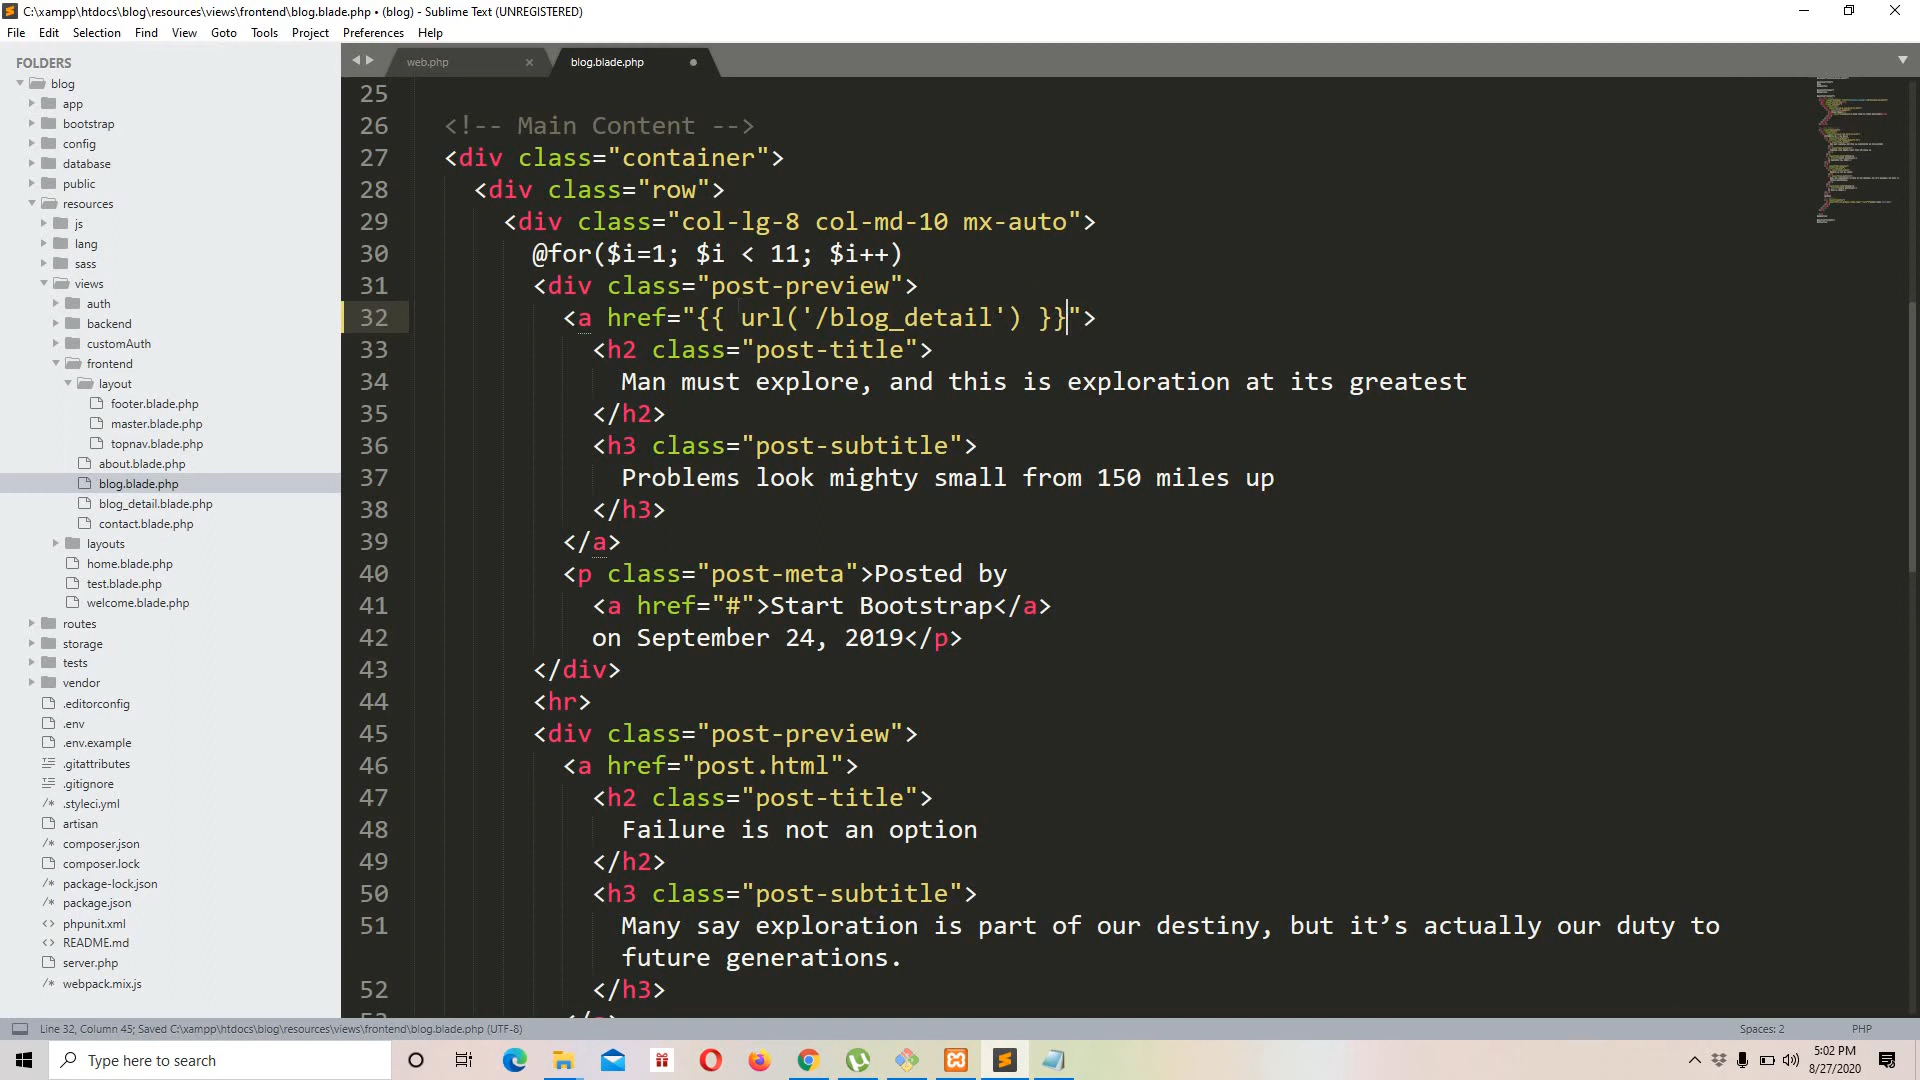 C:\xampp\htdocs\blog\resources\views\frontend\blog.blade.php • (blog) - Sublime Text (UNREGISTERED)
File Edit Selection Find View Goto Tools Project Preferences Help
FOLDERS
blog
app
bootstrap
config
database
public
resources
js
lang
sass
views
auth
backend
customAuth
frontend
layout
footer.blade.php
master.blade.php
topnav.blade.php
about.blade.php
blog.blade.php
blog_detail.blade.php
contact.blade.php
layouts
home.blade.php
test.blade.php
welcome.blade.php
routes
storage
tests
vendor
.editorconfig
.env
.env.example
.gitattributes
.gitignore
.styleci.yml
artisan
composer.json
composer.lock
package-lock.json
package.json
phpunit.xml
README.md
server.php
webpack.mix.js
web.php
blog.blade.php
25
26 <!-- Main Content -->
27 <div class="container">
28 <div class="row">
29 <div class="col-lg-8 col-md-10 mx-auto">
30 @for($i=1; $i < 11; $i++)
31 <div class="post-preview">
32 <a href="{{ url('/blog_detail') }}">
33 <h2 class="post-title">
34 Man must explore, and this is exploration at its greatest
35 </h2>
36 <h3 class="post-subtitle">
37 Problems look mighty small from 150 miles up
38 </h3>
39 </a>
40 <p class="post-meta">Posted by
41 <a href="#">Start Bootstrap</a>
42 on September 24, 2019</p>
43 </div>
44 <hr>
45 <div class="post-preview">
46 <a href="post.html">
47 <h2 class="post-title">
48 Failure is not an option
49 </h2>
50 <h3 class="post-subtitle">
51 Many say exploration is part of our destiny, but it’s actually our duty to
future generations.
52 </h3>
Line 32, Column 45; Saved C:\xampp\htdocs\blog\resources\views\frontend\blog.blade.php (UTF-8)
Spaces: 2
PHP
Type here to search
5:02 PM
8/27/2020